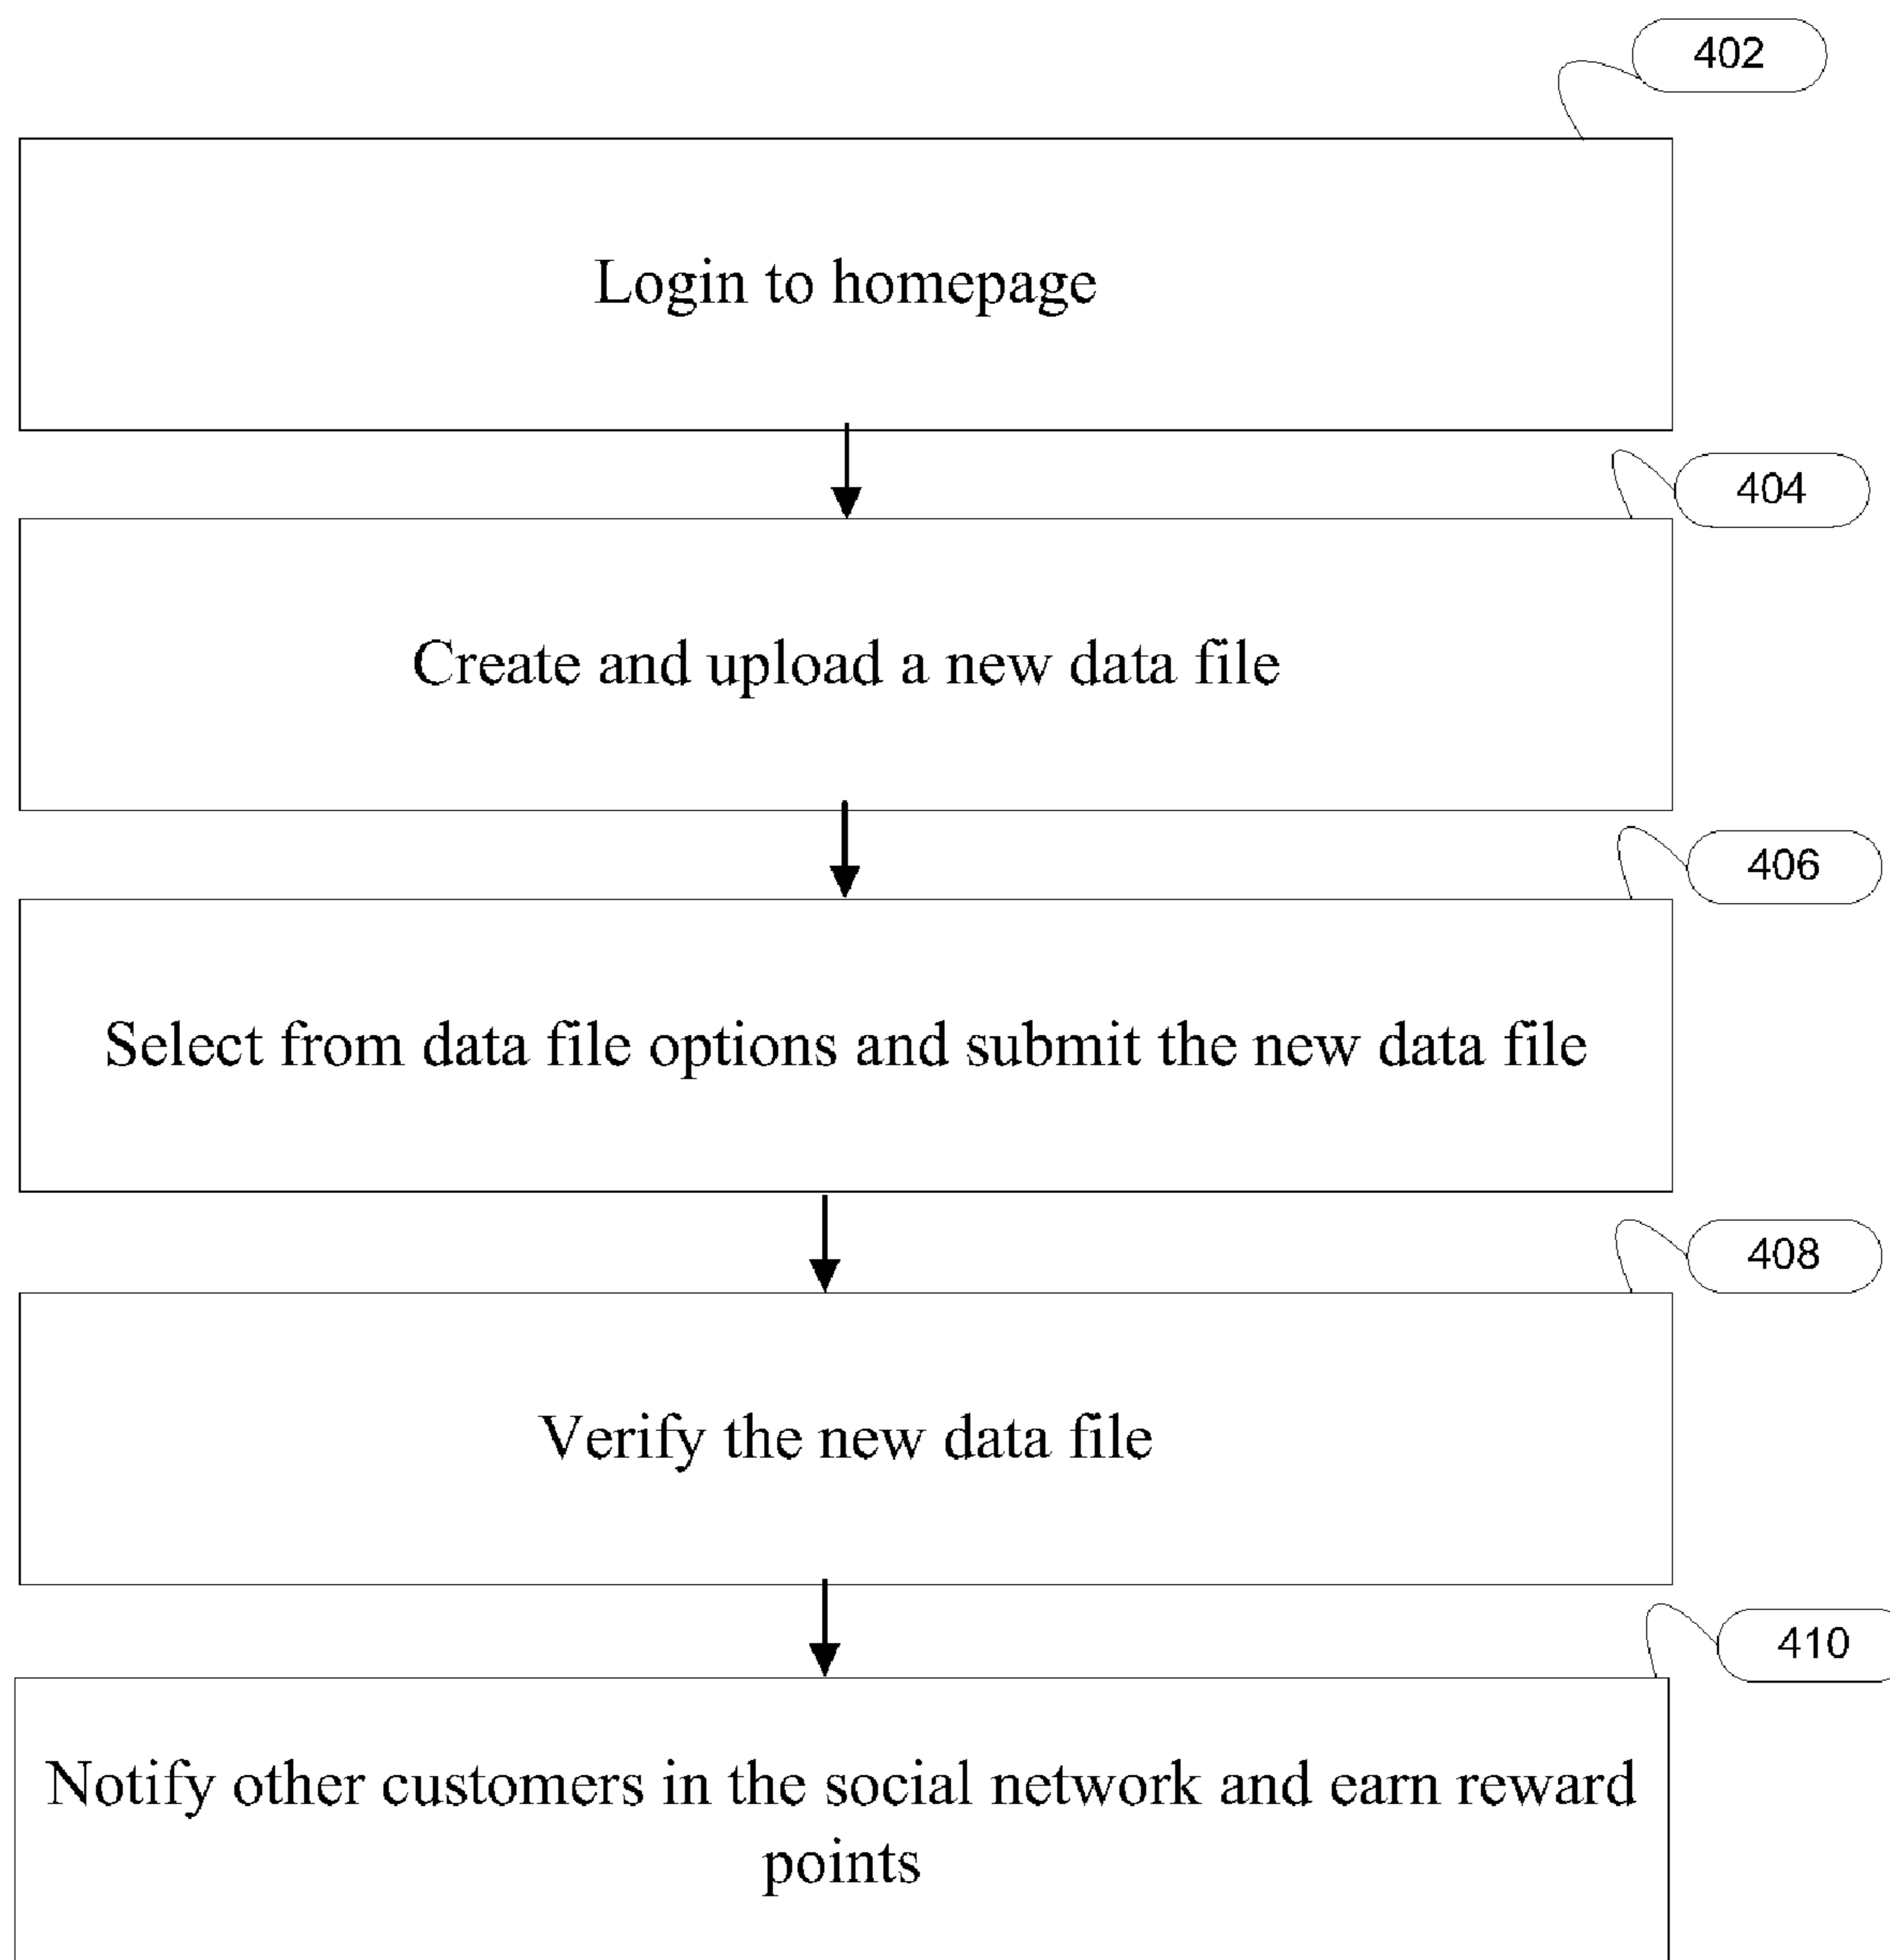 402
Login to homepage
404
Create and upload a new data file
406
Select from data file options and submit the new data file
408
Verify the new data file
410
Notify other customers in the social network and earn reward
points